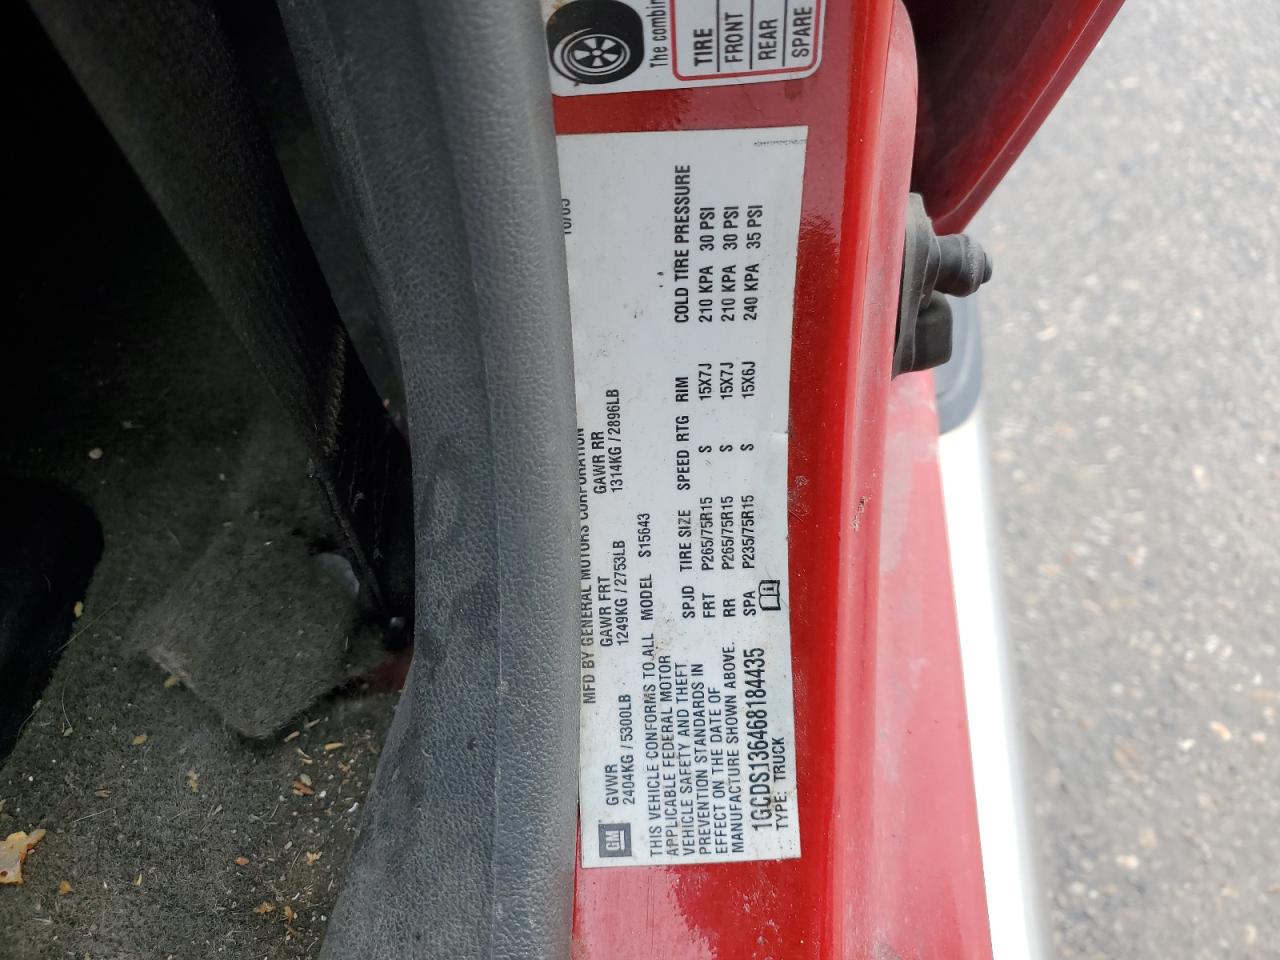 The combin
TIRE
FRONT
REAR
SPARE
MFD BY GENERAL MOTORS CORPORATION
10/05
GM
GVWR GAWR FRT GAWR RR
2404KG / 5300LB 1249KG / 2753LB 1314KG / 2896LB
THIS VEHICLE CONFORMS TO ALL MODEL S15643
APPLICABLE FEDERAL MOTOR
VEHICLE SAFETY AND THEFT
PREVENTION STANDARDS IN
EFFECT ON THE DATE OF
MANUFACTURE SHOWN ABOVE.
SPJD TIRE SIZE SPEED RTG RIM COLD TIRE PRESSURE
FRT P265/75R15 S 15X7J 210 KPA 30 PSI
RR P265/75R15 S 15X7J 210 KPA 30 PSI
SPA P235/75R15 S 15X6J 240 KPA 35 PSI
1GCDS136468184435
TYPE: TRUCK